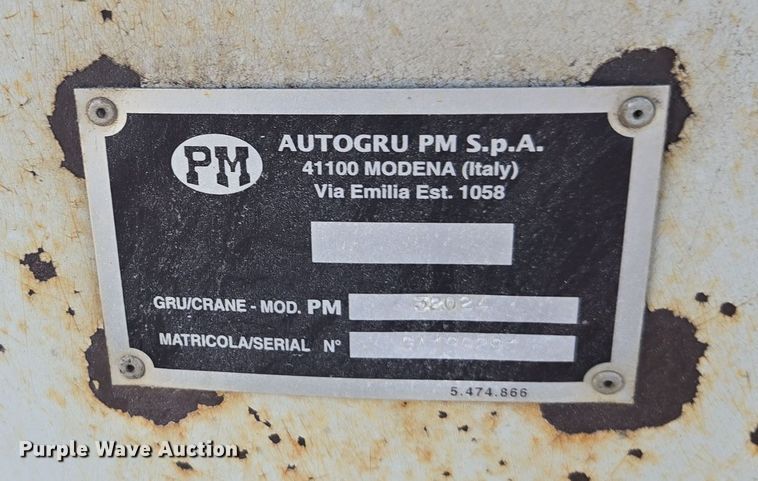 PM
AUTOGRU PM S.p.A.
41100 MODENA (Italy)
Via Emilia Est. 1058
GRU/CRANE - MOD. PM 32024
MATRICOLA/SERIAL N°
5.474.866
Purple Wave Auction